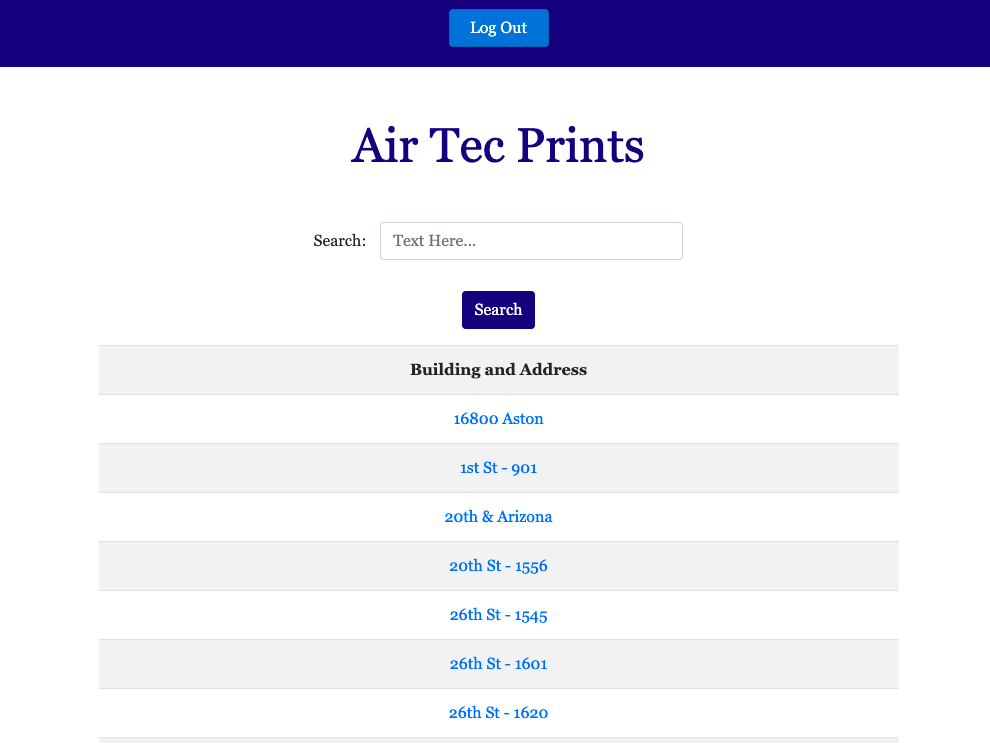 Log Out
Air Tec Prints
Search: Text Here...
Search
Building and Address
16800 Aston
1st St - 901
20th & Arizona
20th St - 1556
26th St - 1545
26th St - 1601
26th St - 1620